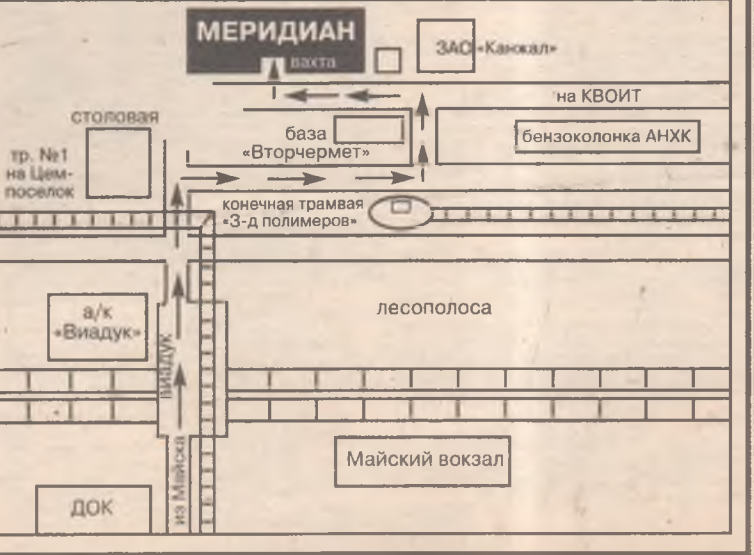 МЕРИДИАН
вахта
ЗАО «Канжал»
на КВОИТ
столовая
база
«Вторчермет»
бензоколонка АНХК
тр. №1
на Цем-
поселок
конечная трамвая
«З-д полимеров»
а/к
«Виадук»
лесополоса
виадук
Майский вокзал
из Майска
ДОК